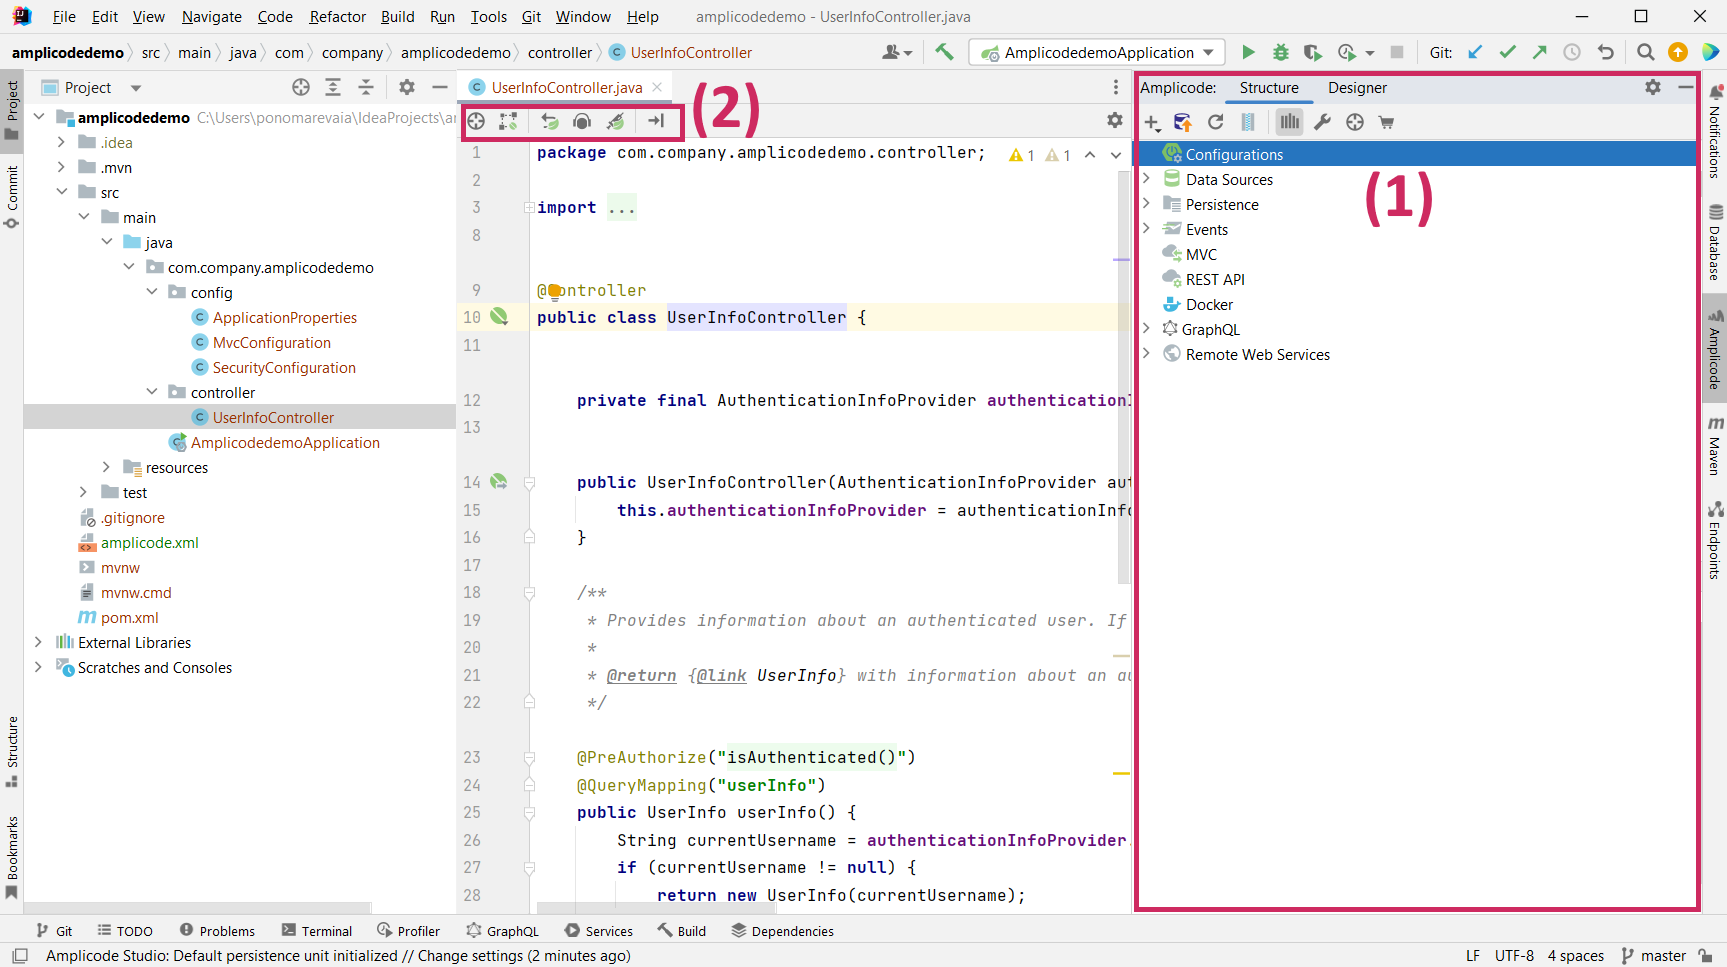 File Edit View Navigate Code Refactor Build Run Tools Git Window Help amplicodedemo - UserInfoController.java
amplicodedemo src main java com company amplicodedemo controller UserInfoController AmplicodedemoApplication Git:
Project
Commit
Structure
Bookmarks
Project
amplicodedemo C:\Users\ponomarevaia\IdeaProjects\
.idea
.mvn
src
main
java
com.company.amplicodedemo
config
ApplicationProperties
MvcConfiguration
SecurityConfiguration
controller
UserInfoController
AmplicodedemoApplication
resources
test
.gitignore
amplicode.xml
mvnw
mvnw.cmd
pom.xml
External Libraries
Scratches and Consoles
UserInfoController.java
(2)
1 package com.company.amplicodedemo.controller; 1 1
2
3 import ...
8
9 @Controller
10 public class UserInfoController {
11
12 private final AuthenticationInfoProvider authenticationI
13
14 public UserInfoController(AuthenticationInfoProvider aut
15 this.authenticationInfoProvider = authenticationInfo
16 }
17
18 /**
19 * Provides information about an authenticated user. If
20 *
21 * @return {@link UserInfo} with information about an au
22 */
23 @PreAuthorize("isAuthenticated()")
24 @QueryMapping("userInfo")
25 public UserInfo userInfo() {
26 String currentUsername = authenticationInfoProvider.
27 if (currentUsername != null) {
28 return new UserInfo(currentUsername);
Amplicode: Structure Designer
Configurations
Data Sources
Persistence
Events
MVC
REST API
Docker
GraphQL
Remote Web Services
(1)
Notifications
Database
Amplicode
Maven
Endpoints
Git TODO Problems Terminal Profiler GraphQL Services Build Dependencies
Amplicode Studio: Default persistence unit initialized // Change settings (2 minutes ago) LF UTF-8 4 spaces master